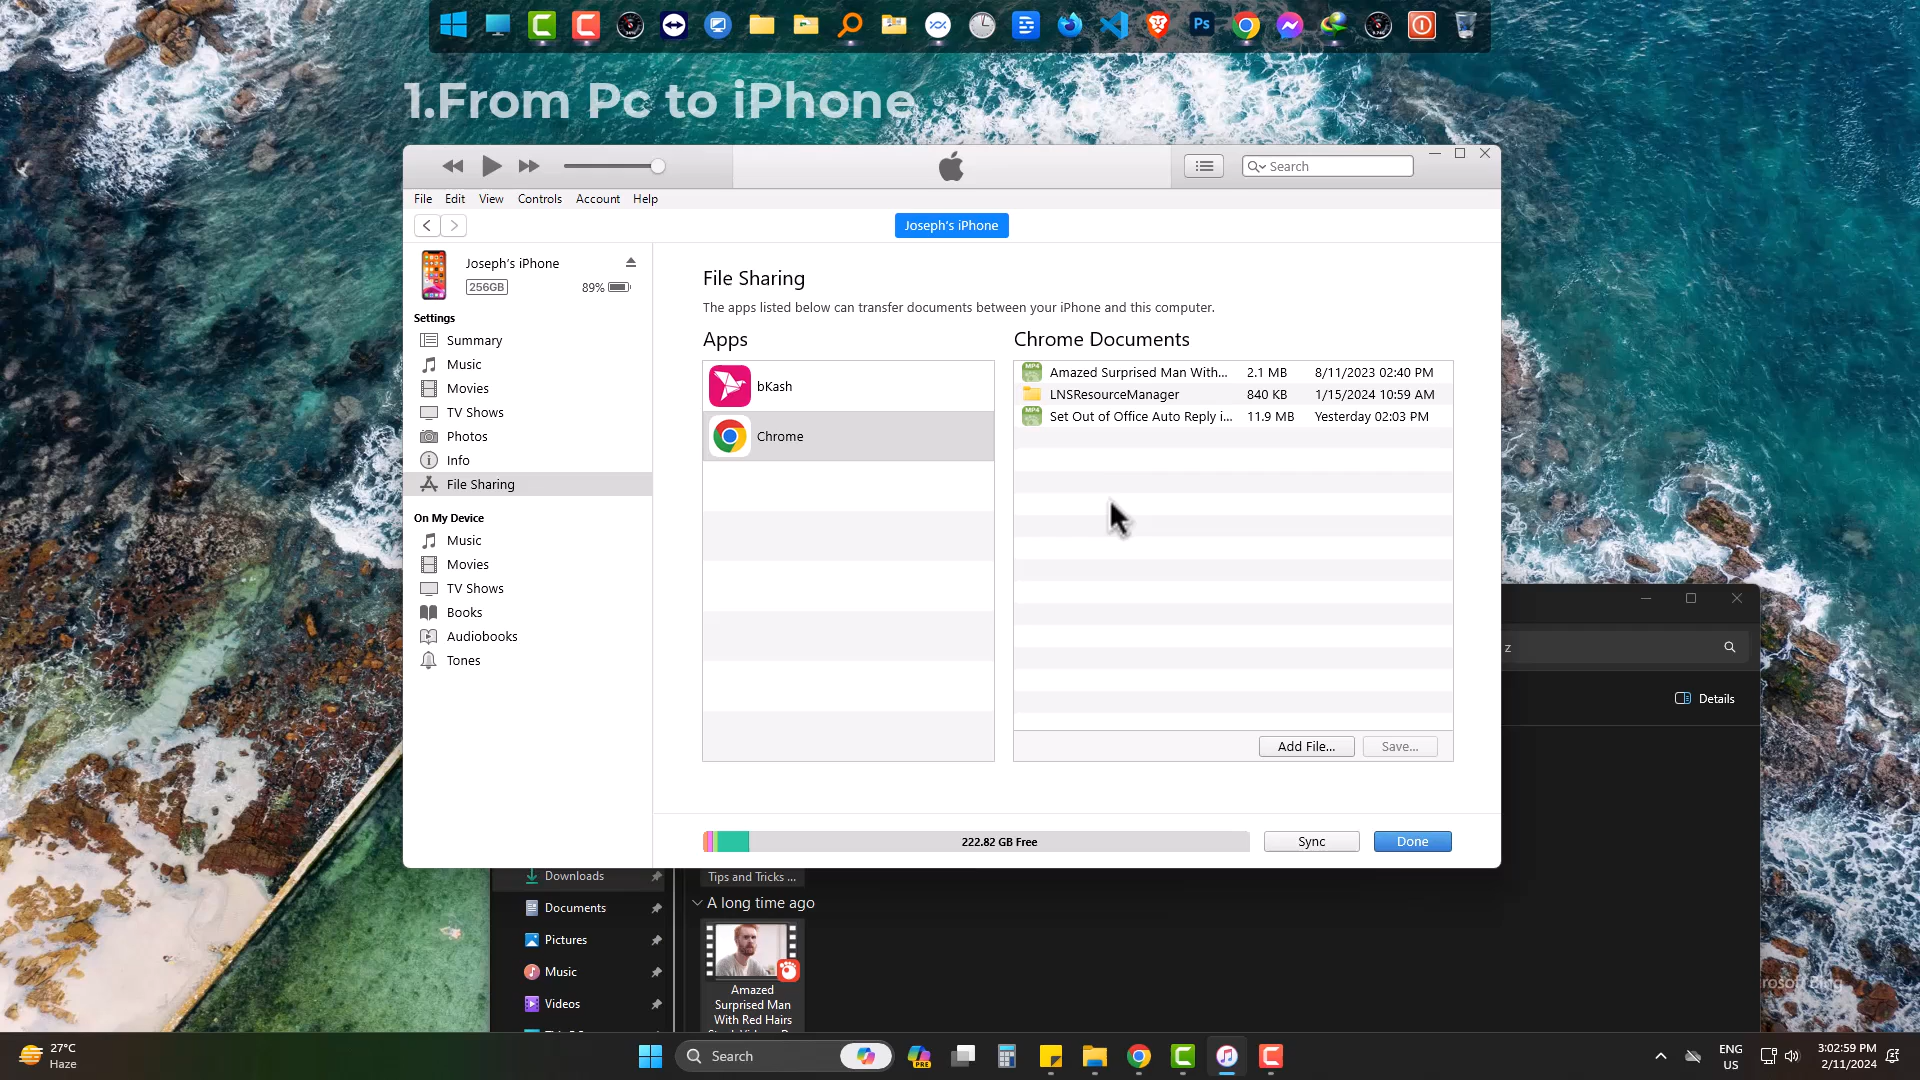 1.From Pc to iPhone
Search
File Edit View Controls Account Help
Joseph's iPhone
Joseph's iPhone
256GB
89%
Settings
Summary
Music
Movies
TV Shows
Photos
Info
File Sharing
On My Device
Music
Movies
TV Shows
Books
Audiobooks
Tones
File Sharing
The apps listed below can transfer documents between your iPhone and this computer.
Apps
bKash
Chrome
Chrome Documents
Amazed Surprised Man With... 2.1 MB 8/11/2023 02:40 PM
LNSResourceManager 840 KB 1/15/2024 10:59 AM
Set Out of Office Auto Reply i... 11.9 MB Yesterday 02:03 PM
Add File... Save...
222.82 GB Free
Sync Done
z
Details
Downloads
Documents
Pictures
Music
Videos
Tips and Tricks ...
A long time ago
Amazed
Surprised Man
With Red Hairs
27°C
Haze
Search
ENG
US
3:02:59 PM
2/11/2024